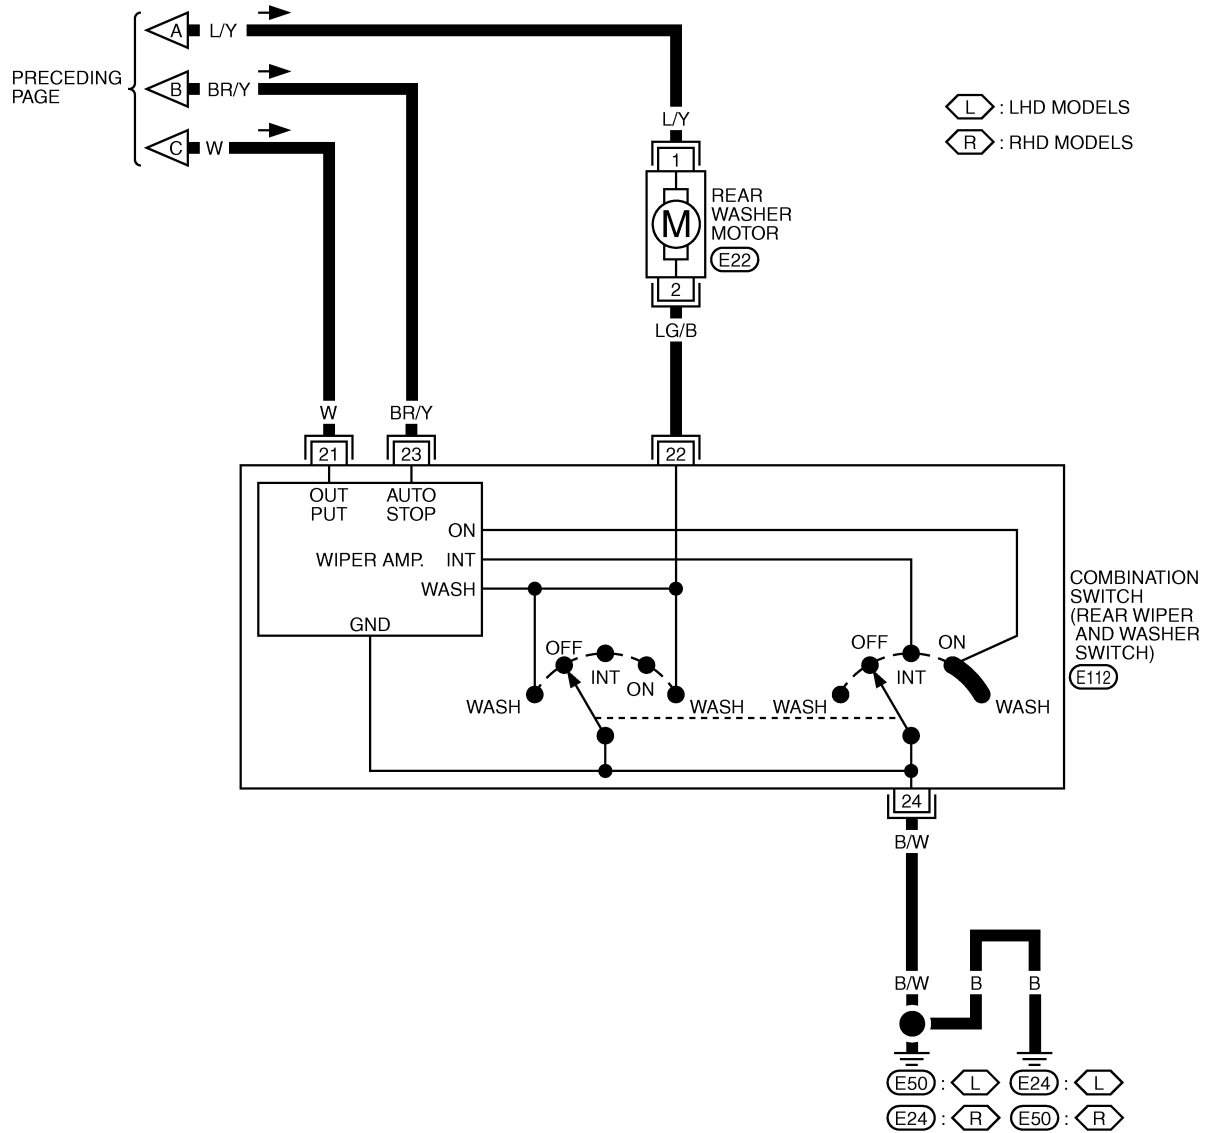 PRECEDING
PAGE
A
L/Y
B
BR/Y
C
W
L/Y
L : LHD MODELS
R : RHD MODELS
1
M
REAR
WASHER
MOTOR
E22
2
LG/B
W
BR/Y
21
23
22
OUT
PUT
AUTO
STOP
ON
WIPER AMP. INT
WASH
GND
COMBINATION
SWITCH
(REAR WIPER
AND WASHER
SWITCH)
E112
OFF
INT
ON
WASH
WASH
OFF
INT
ON
WASH
WASH
24
B/W
B/W
B
B
E50 : L
E24 : L
E24 : R
E50 : R